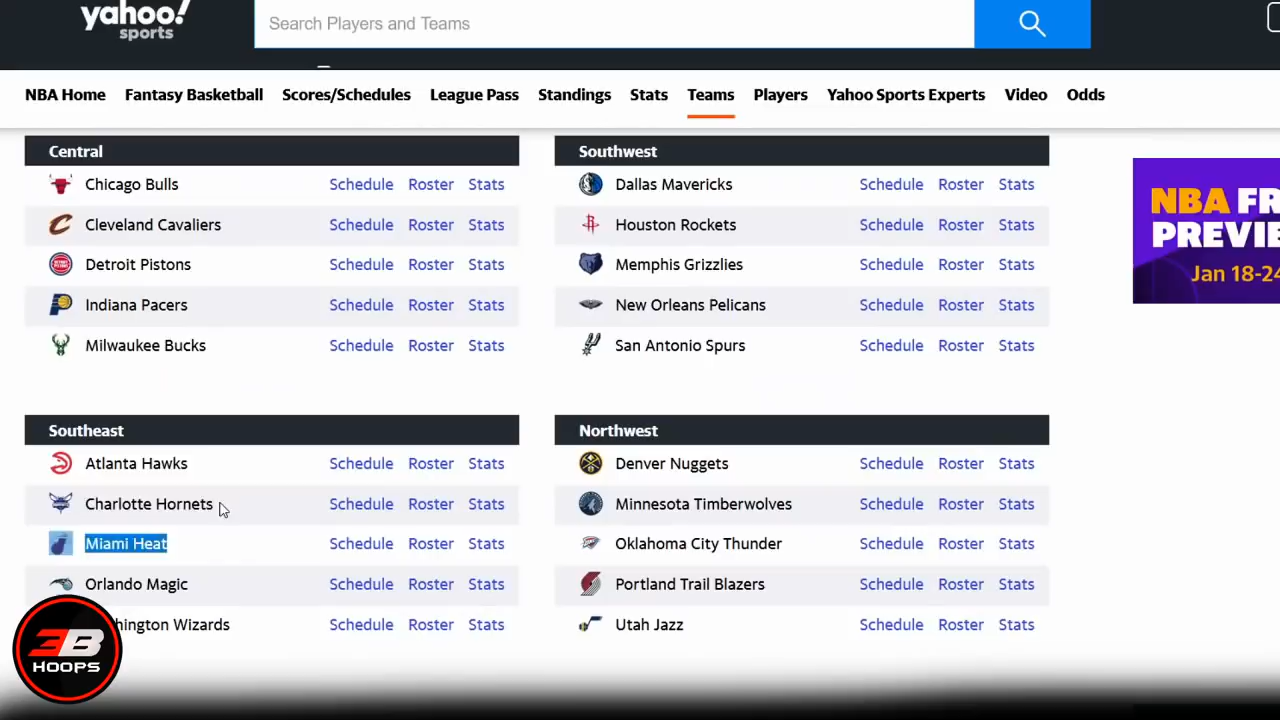 yahoo!
sports
Search Players and Teams
NBA Home Fantasy Basketball Scores/Schedules League Pass Standings Stats Teams Players Yahoo Sports Experts Video Odds
Central
Chicago Bulls Schedule Roster Stats
Cleveland Cavaliers Schedule Roster Stats
Detroit Pistons Schedule Roster Stats
Indiana Pacers Schedule Roster Stats
Milwaukee Bucks Schedule Roster Stats
Southwest
Dallas Mavericks Schedule Roster Stats
Houston Rockets Schedule Roster Stats
Memphis Grizzlies Schedule Roster Stats
New Orleans Pelicans Schedule Roster Stats
San Antonio Spurs Schedule Roster Stats
NBA FR
PREVIE
Jan 18-24
Southeast
Atlanta Hawks Schedule Roster Stats
Charlotte Hornets Schedule Roster Stats
Miami Heat Schedule Roster Stats
Orlando Magic Schedule Roster Stats
hington Wizards Schedule Roster Stats
Northwest
Denver Nuggets Schedule Roster Stats
Minnesota Timberwolves Schedule Roster Stats
Oklahoma City Thunder Schedule Roster Stats
Portland Trail Blazers Schedule Roster Stats
Utah Jazz Schedule Roster Stats
3B
HOOPS